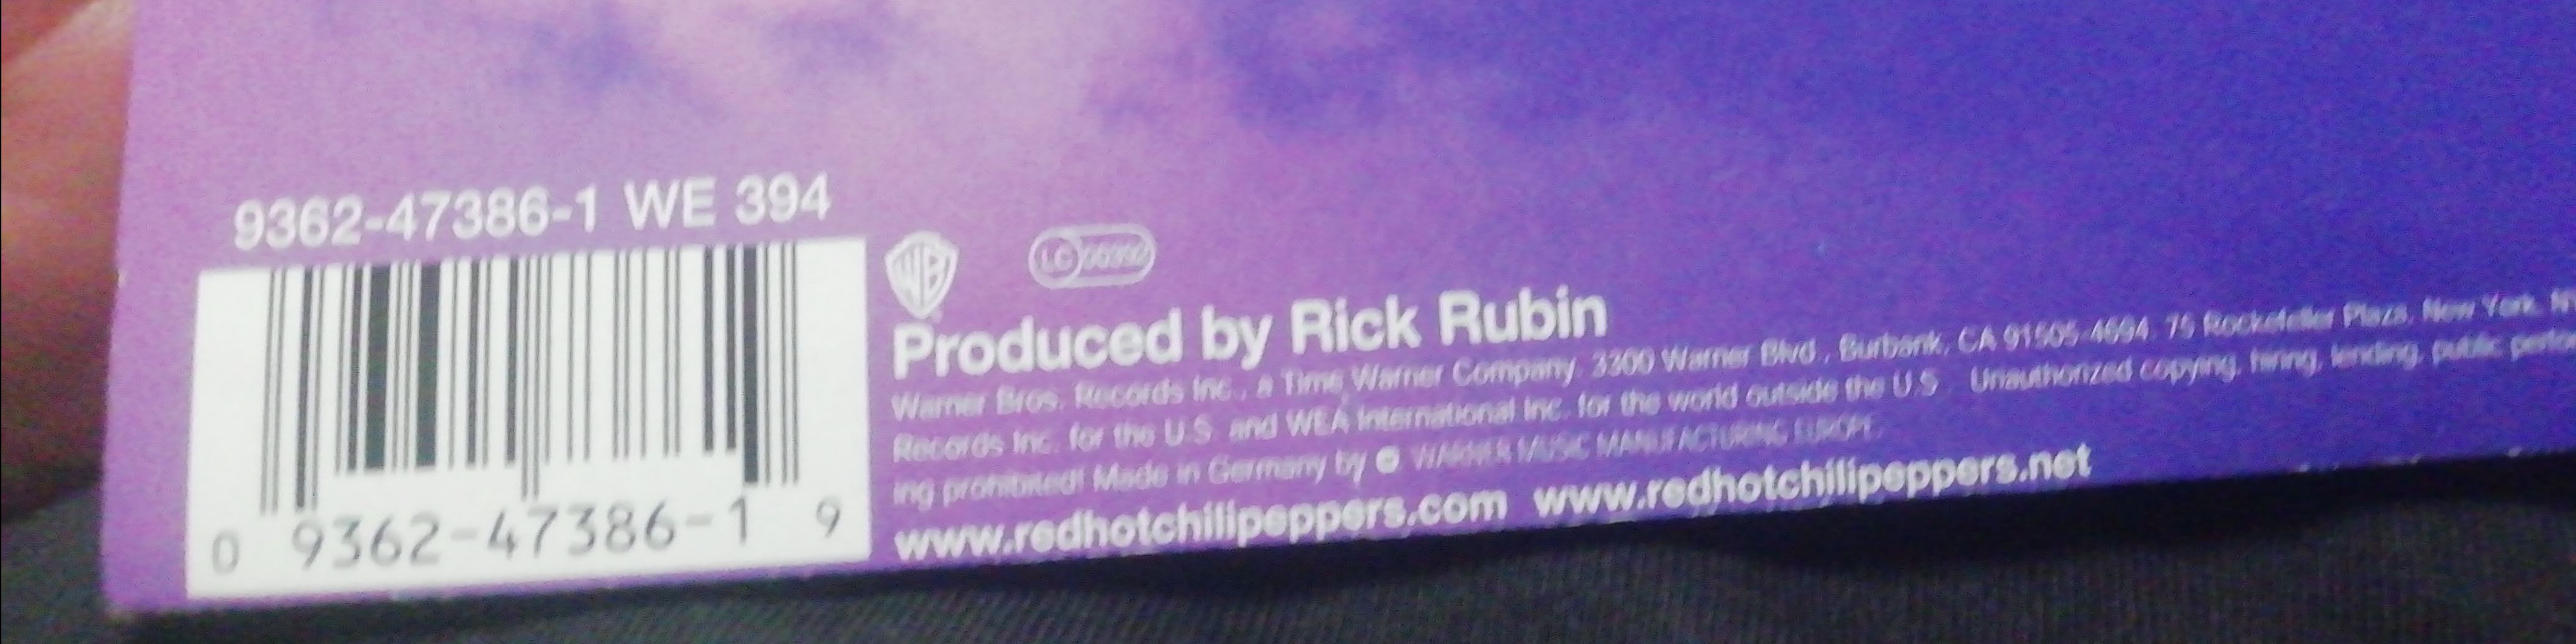 9362-47386-1 WE 394
0 9362-47386-1 9
WB
LC
Produced by Rick Rubin
Warner Bros. Records Inc., a Time Warner Company, 3300 Warner Blvd., Burbank, CA 91505-4694. 75 Rockefeller Plaza, New York,
Records Inc. for the U.S. and WEA International Inc. for the world outside the U.S. Unauthorized copying, hiring, lending, public
ing prohibited! Made in Germany by WARNER MUSIC MANUFACTURING EUROPE.
www.redhotchilipeppers.com www.redhotchilipeppers.net